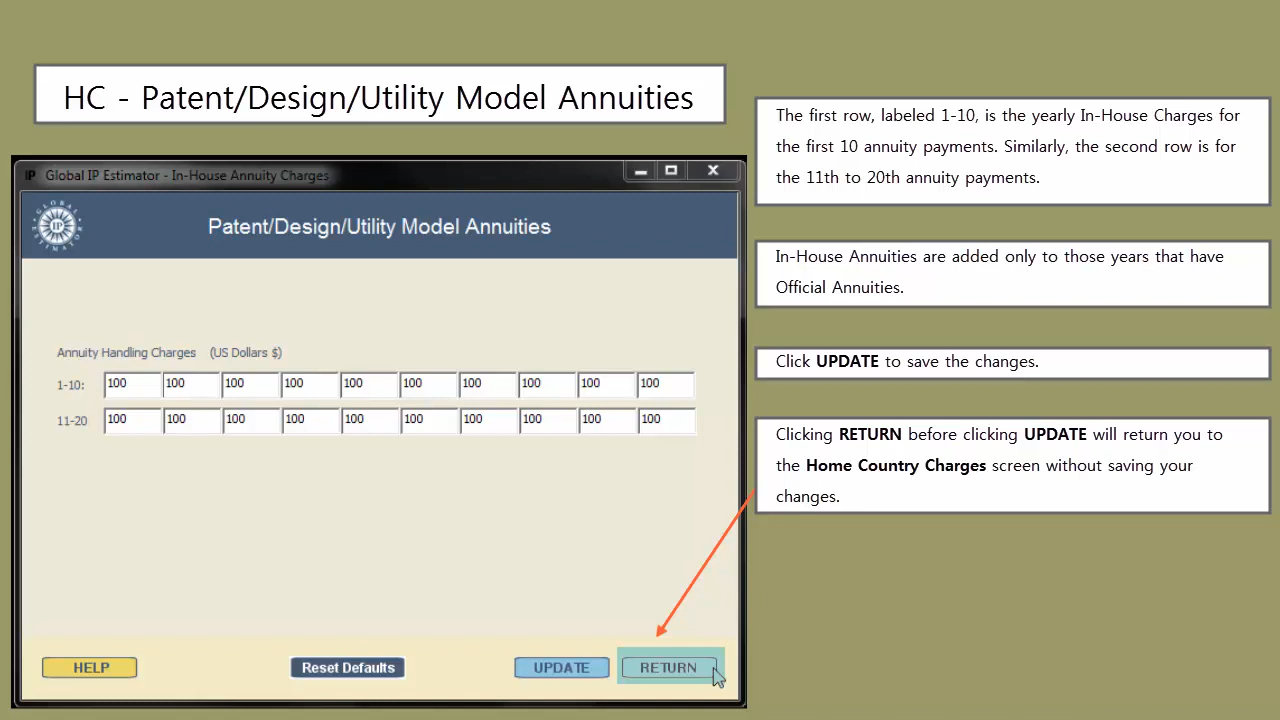 HC - Patent/Design/Utility Model Annuities
The first row, labeled 1-10, is the yearly In-House Charges for
the first 10 annuity payments. Similarly, the second row is for
the 11th to 20th annuity payments.
IP Global IP Estimator - In-House Annuity Charges
GLOBAL IP ESTIMATOR
Patent/Design/Utility Model Annuities
In-House Annuities are added only to those years that have
Official Annuities.
Annuity Handling Charges (US Dollars $)
1-10: 100 100 100 100 100 100 100 100 100 100
11-20 100 100 100 100 100 100 100 100 100 100
Click UPDATE to save the changes.
Clicking RETURN before clicking UPDATE will return you to
the Home Country Charges screen without saving your
changes.
HELP Reset Defaults UPDATE RETURN